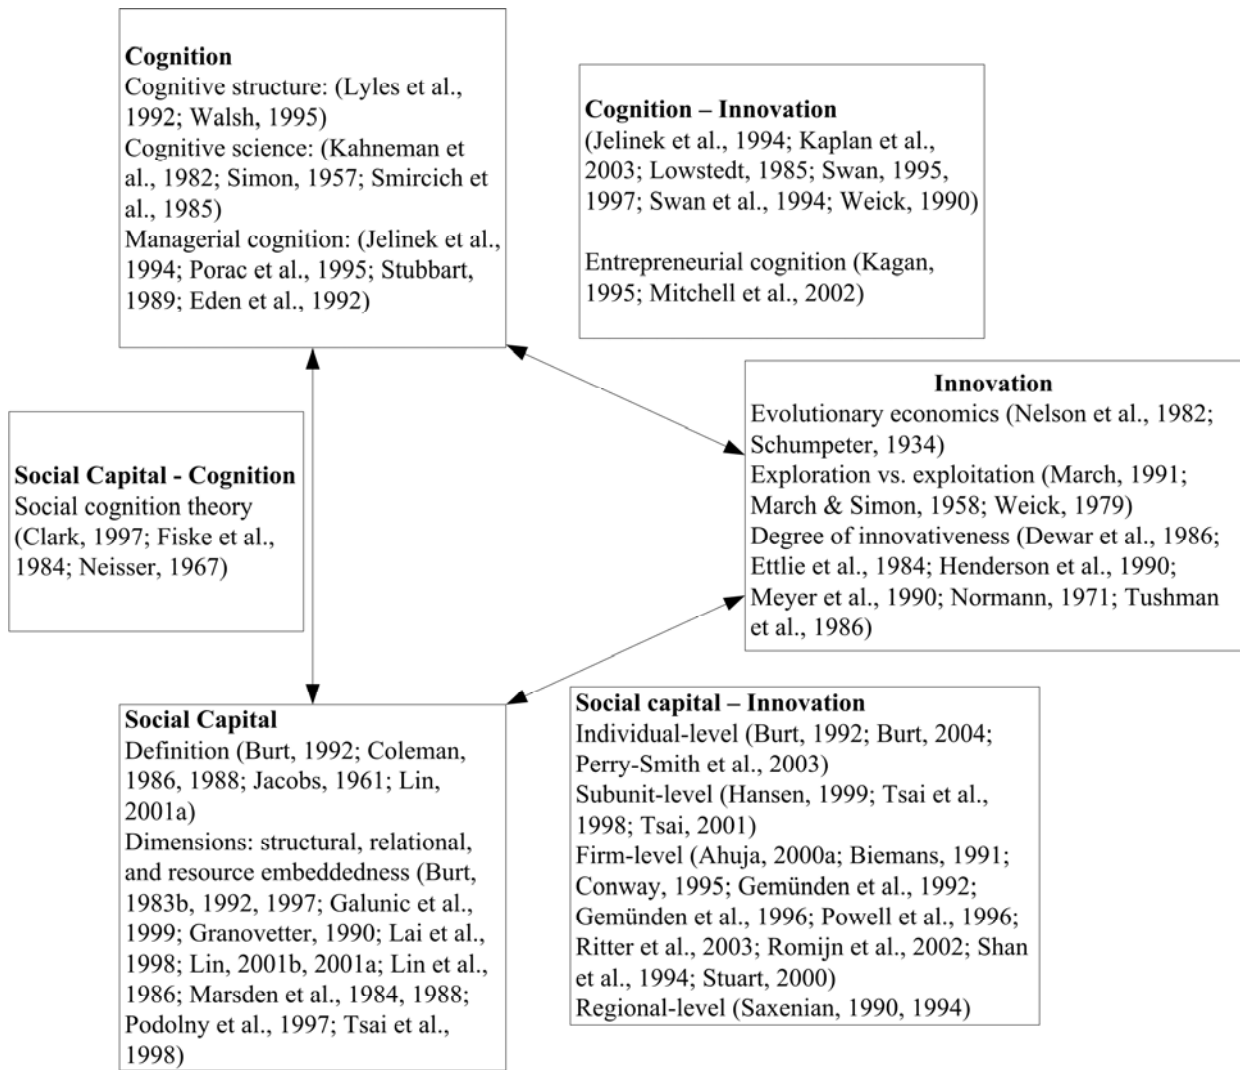 Cognition
Cognitive structure: (Lyles et al.,
1992; Walsh, 1995)
Cognitive science: (Kahneman et
al., 1982; Simon, 1957; Smircich et
al., 1985)
Managerial cognition: (Jelinek et al.,
1994; Porac et al., 1995; Stubbart,
1989; Eden et al., 1992)
Cognition – Innovation
(Jelinek et al., 1994; Kaplan et al.,
2003; Lowstedt, 1985; Swan, 1995,
1997; Swan et al., 1994; Weick, 1990)
Entrepreneurial cognition (Kagan,
1995; Mitchell et al., 2002)
Innovation
Evolutionary economics (Nelson et al., 1982;
Schumpeter, 1934)
Exploration vs. exploitation (March, 1991;
March & Simon, 1958; Weick, 1979)
Degree of innovativeness (Dewar et al., 1986;
Ettlie et al., 1984; Henderson et al., 1990;
Meyer et al., 1990; Normann, 1971; Tushman
et al., 1986)
Social Capital - Cognition
Social cognition theory
(Clark, 1997; Fiske et al.,
1984; Neisser, 1967)
Social Capital
Definition (Burt, 1992; Coleman,
1986, 1988; Jacobs, 1961; Lin,
2001a)
Dimensions: structural, relational,
and resource embeddedness (Burt,
1983b, 1992, 1997; Galunic et al.,
1999; Granovetter, 1990; Lai et al.,
1998; Lin, 2001b, 2001a; Lin et al.,
1986; Marsden et al., 1984, 1988;
Podolny et al., 1997; Tsai et al.,
1998)
Social capital – Innovation
Individual-level (Burt, 1992; Burt, 2004;
Perry-Smith et al., 2003)
Subunit-level (Hansen, 1999; Tsai et al.,
1998; Tsai, 2001)
Firm-level (Ahuja, 2000a; Biemans, 1991;
Conway, 1995; Gemünden et al., 1992;
Gemünden et al., 1996; Powell et al., 1996;
Ritter et al., 2003; Romijn et al., 2002; Shan
et al., 1994; Stuart, 2000)
Regional-level (Saxenian, 1990, 1994)